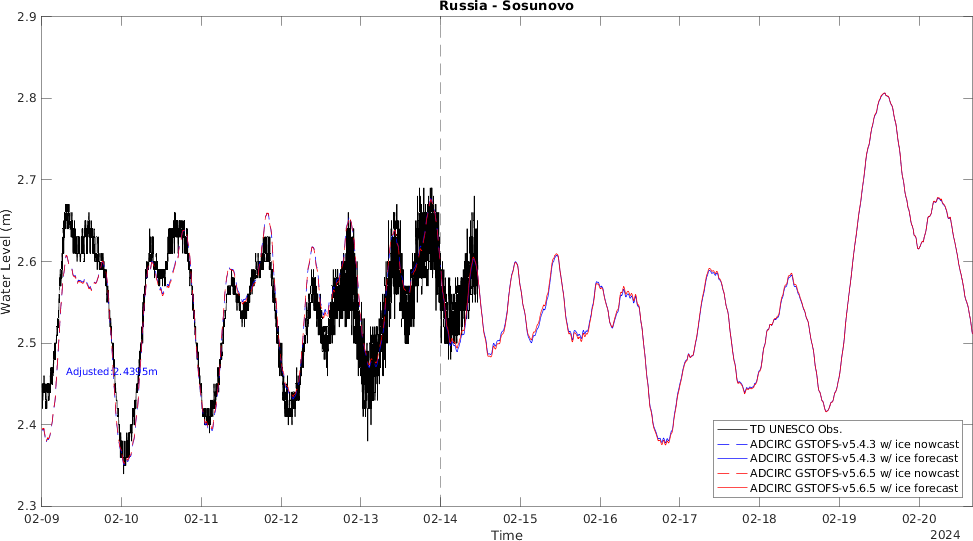 Russia - Sosunovo
2.9
2.8
2.7
2.6
2.5
2.4
2.3
Water Level (m)
Adjusted:2.4395m
TD UNESCO Obs.
ADCIRC GSTOFS-v5.4.3 w/ ice nowcast
ADCIRC GSTOFS-v5.4.3 w/ ice forecast
ADCIRC GSTOFS-v5.6.5 w/ ice nowcast
ADCIRC GSTOFS-v5.6.5 w/ ice forecast
02-09 02-10 02-11 02-12 02-13 02-14 02-15 02-16 02-17 02-18 02-19 02-20
Time
2024